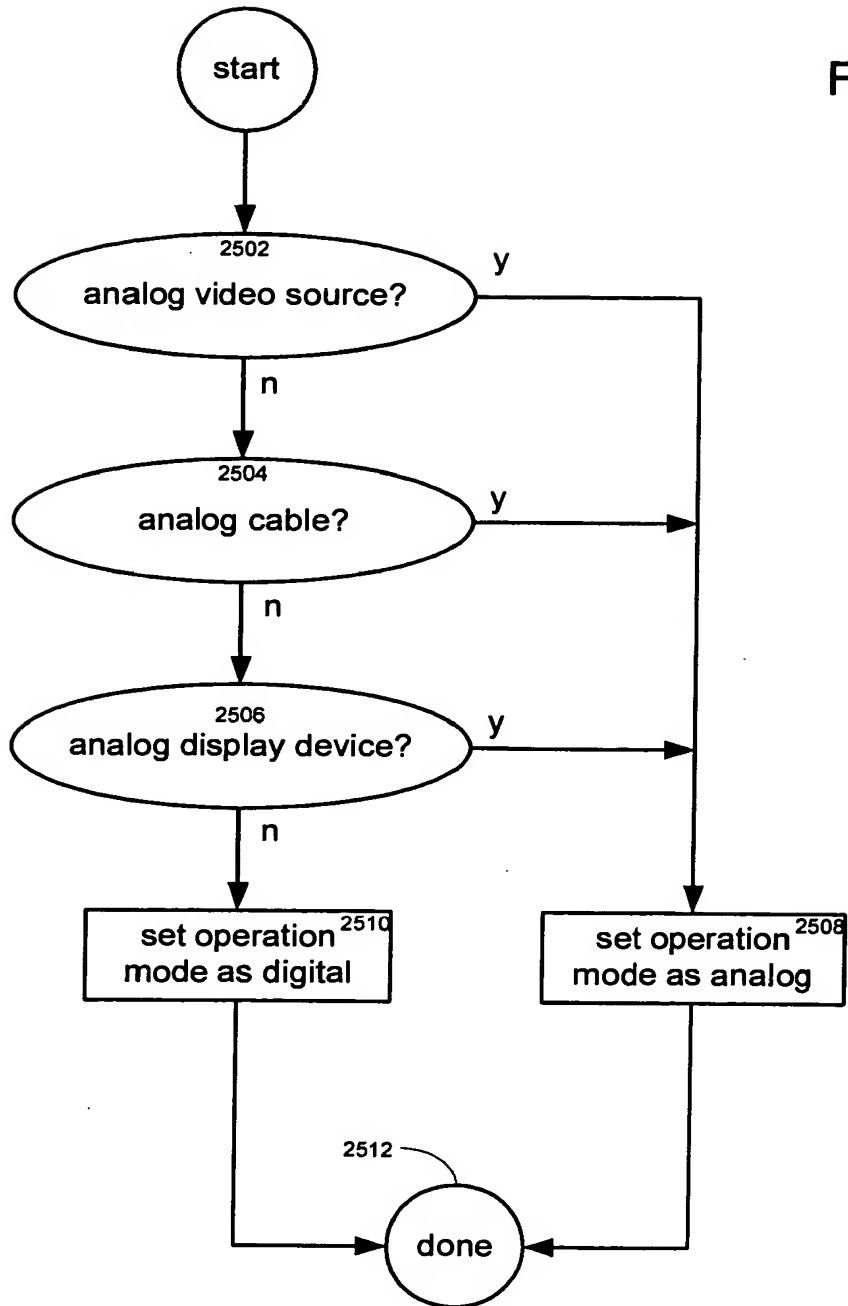 start
F
2502
analog video source?
y
n
2504
analog cable?
y
n
2506
analog display device?
y
n
set operation 2510
mode as digital
set operation 2508
mode as analog
2512
done